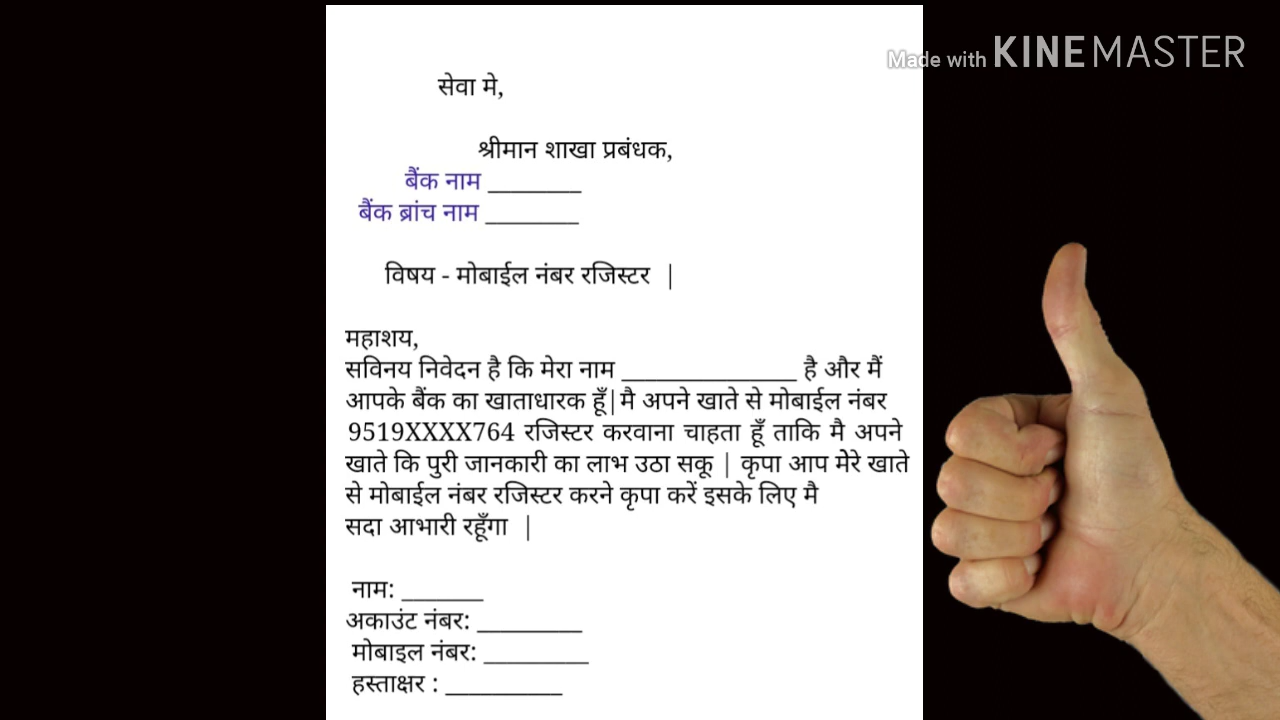 Made with KINEMASTER
सेवा मे,
श्रीमान शाखा प्रबंधक,
बैंक नाम ________
बैंक ब्रांच नाम ________
विषय - मोबाईल नंबर रजिस्टर |
महाशय,
सविनय निवेदन है कि मेरा नाम _______________ है और मैं
आपके बैंक का खाताधारक हूँ|मै अपने खाते से मोबाईल नंबर
9519XXXX764 रजिस्टर करवाना चाहता हूँ ताकि मै अपने
खाते कि पुरी जानकारी का लाभ उठा सकू | कृपा आप मेरे खाते
से मोबाईल नंबर रजिस्टर करने कृपा करें इसके लिए मै
सदा आभारी रहूँगा |
नाम: _______
अकाउंट नंबर: _________
मोबाइल नंबर: _________
हस्ताक्षर : __________